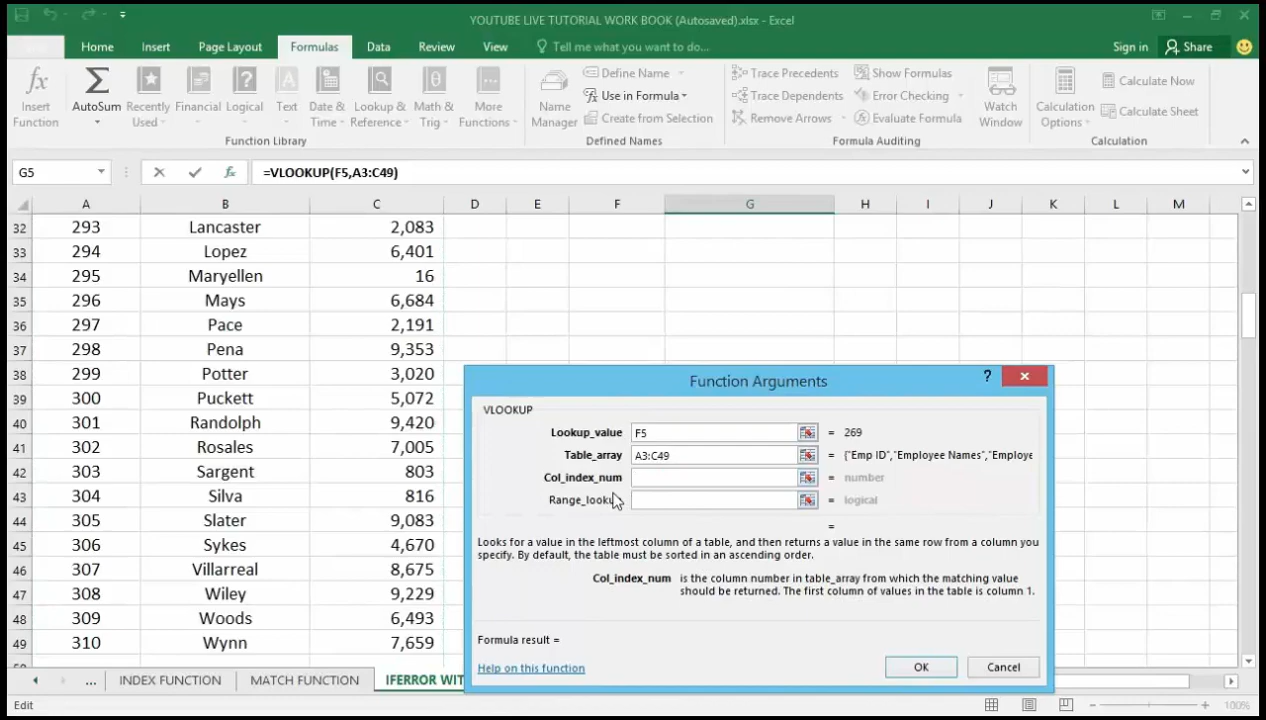 YOUTUBE LIVE TUTORIAL WORK BOOK (Autosaved).xlsx - Excel
Home Insert Page Layout Formulas Data Review View Tell me what you want to do... Sign in Share
Insert Function
AutoSum
Recently Used
Financial
Logical
Text
Date & Time
Lookup & Reference
Math & Trig
More Functions
Function Library
Name Manager
Define Name
Use in Formula
Create from Selection
Defined Names
Trace Precedents
Trace Dependents
Remove Arrows
Show Formulas
Error Checking
Evaluate Formula
Formula Auditing
Watch Window
Calculation Options
Calculate Now
Calculate Sheet
Calculation
G5 fx =VLOOKUP(F5,A3:C49)
A B C D E F G H I J K L M
32 293 Lancaster 2,083
33 294 Lopez 6,401
34 295 Maryellen 16
35 296 Mays 6,684
36 297 Pace 2,191
37 298 Pena 9,353
38 299 Potter 3,020
39 300 Puckett 5,072
40 301 Randolph 9,420
41 302 Rosales 7,005
42 303 Sargent 803
43 304 Silva 816
44 305 Slater 9,083
45 306 Sykes 4,670
46 307 Villarreal 8,675
47 308 Wiley 9,229
48 309 Woods 6,493
49 310 Wynn 7,659
Function Arguments ?
VLOOKUP
Lookup_value F5 = 269
Table_array A3:C49 = {"Emp ID","Employee Names","Employe
Col_index_num = number
Range_looku = logical
=
Looks for a value in the leftmost column of a table, and then returns a value in the same row from a column you
specify. By default, the table must be sorted in an ascending order.
Col_index_num is the column number in table_array from which the matching value
should be returned. The first column of values in the table is column 1.
Formula result =
Help on this function OK Cancel
... INDEX FUNCTION MATCH FUNCTION IFERROR WIT
Edit 100%